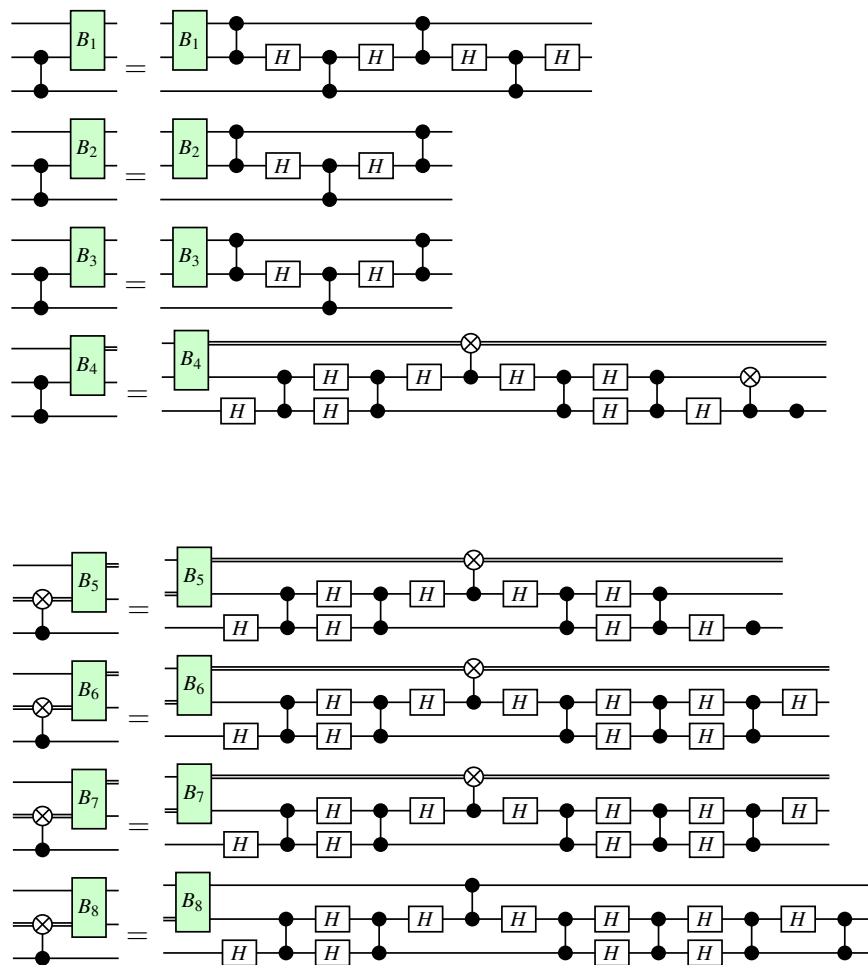 B₁ = B₁ H H H H
B₂ = B₂ H H
B₃ = B₃ H H
B₄ = B₄ H H H H
H H H H
B₅ = B₅ H H H H
H H H H
B₆ = B₆ H H H H H H
H H H H
B₇ = B₇ H H H H H H
H H H H
B₈ = B₈ H H H H H H
H H H H